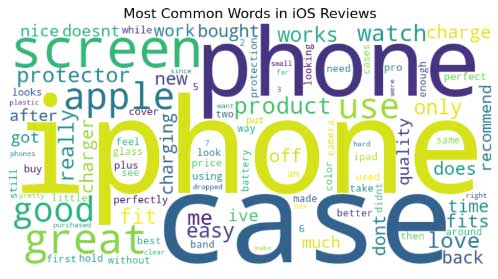 Most Common Words in iOS Reviews
nice doesnt while work bought works watch charge
screen phone
protector new protection looking small far need cases pro enough perfect
looks since 5 2 3 were
plastic apple product use only recommend
after cover want two
got really charger charging put way camera off quality same does
phones iphone
still feel glass see 7 look price using battery dropped am color ipad hard used take
buy plus
pretty little perfectly made
good fit me ive better dont didnt right time
great easy band much 6 case fits
purchased best clear make then around love
first hold without back